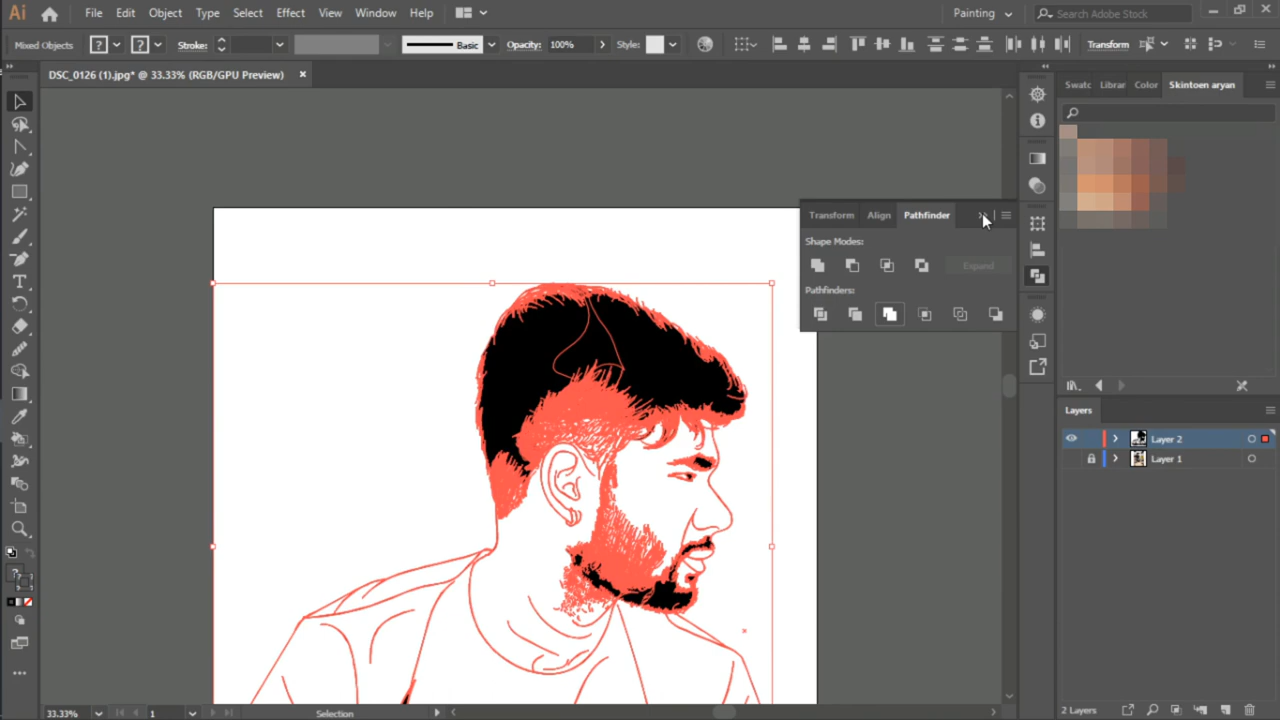 Ai File Edit Object Type Select Effect View Window Help Painting Search Adobe Stock
Mixed Objects ? ? Stroke: Basic Opacity: 100% Style: Transform
DSC_0126 (1).jpg* @ 33.33% (RGB/GPU Preview) ×
Swatc Librar Color Skintoen aryan
Transform Align Pathfinder
Shape Modes:
Expand
Pathfinders:
Layers
Layer 2
Layer 1
33.33% 1 Selection 2 Layers